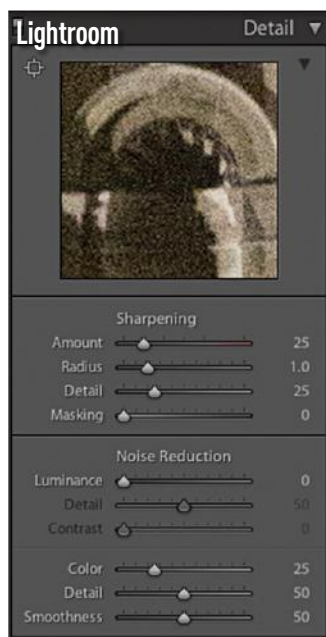 Lightroom
Detail
Sharpening
Amount 25
Radius 1.0
Detail 25
Masking 0
Noise Reduction
Luminance 0
Detail 50
Contrast 0
Color 25
Detail 50
Smoothness 50